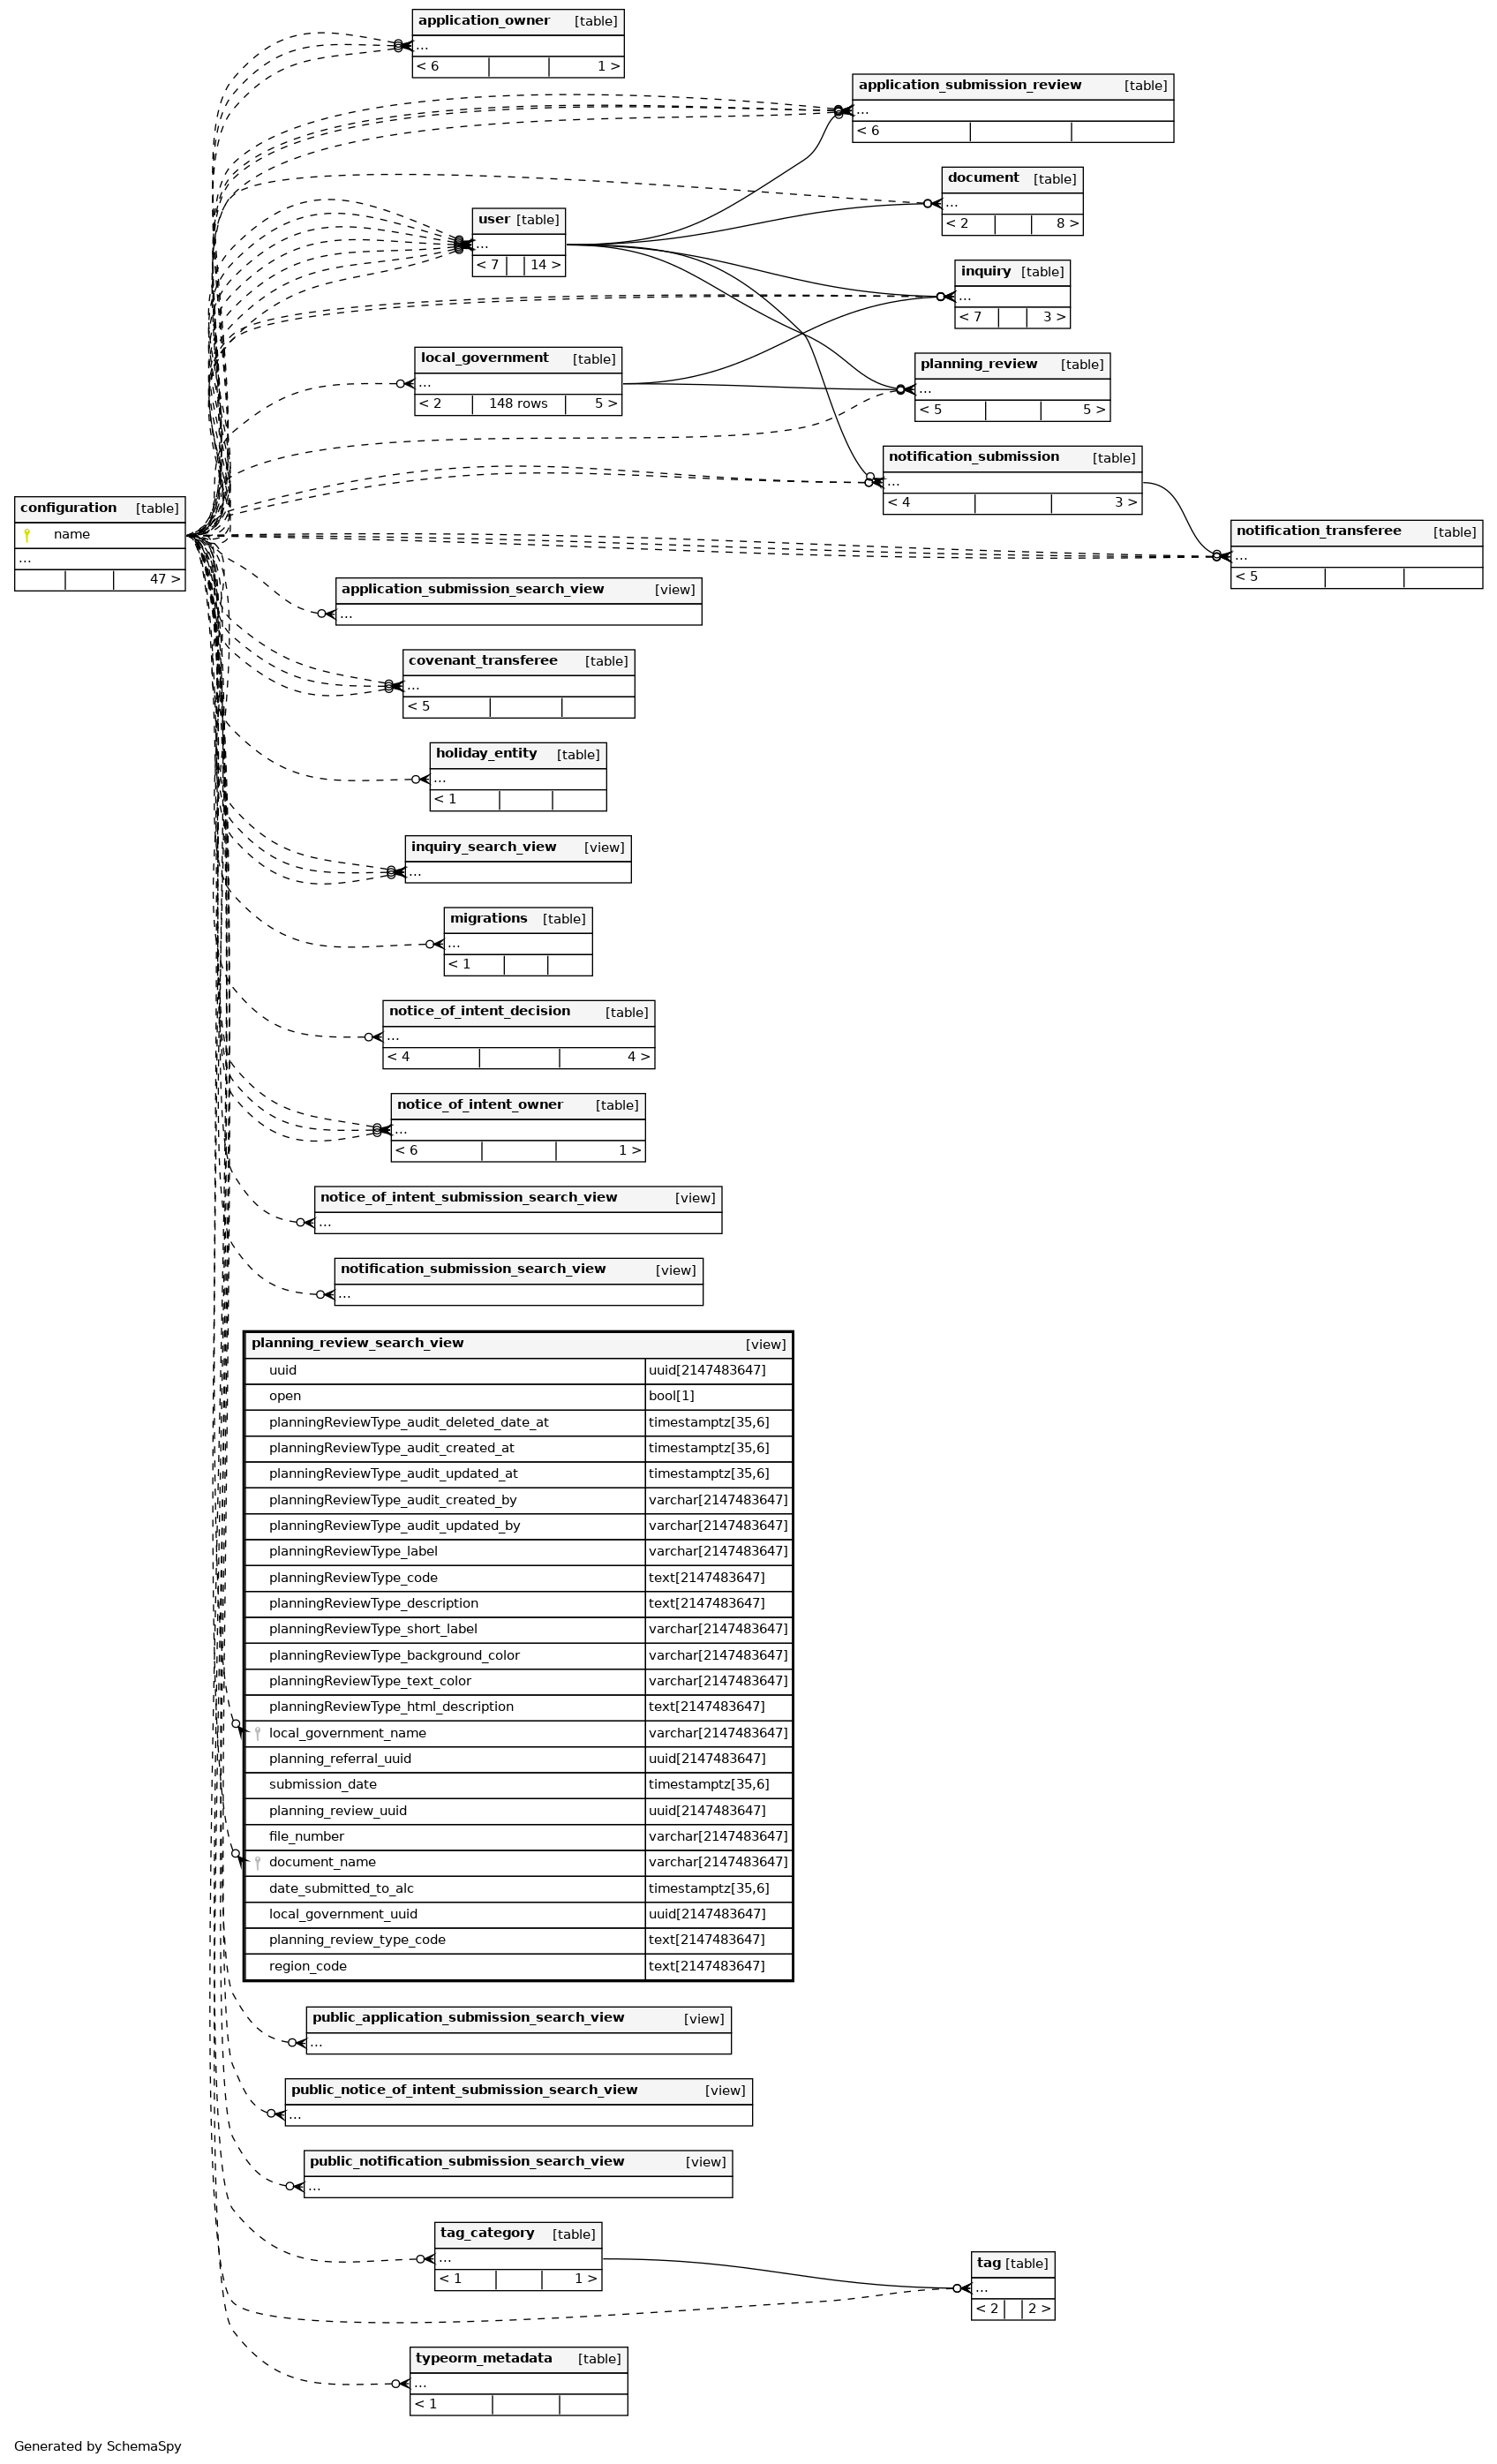 application_owner [table]
...
< 6 1 >
application_submission_review [table]
...
< 6
document [table]
...
< 2 8 >
user [table]
...
< 7 14 >
inquiry [table]
...
< 7 3 >
local_government [table]
...
< 2 148 rows 5 >
planning_review [table]
...
< 5 5 >
notification_submission [table]
...
< 4 3 >
configuration [table]
name
...
47 >
notification_transferee [table]
...
< 5
application_submission_search_view [view]
...
covenant_transferee [table]
...
< 5
holiday_entity [table]
...
< 1
inquiry_search_view [view]
...
migrations [table]
...
< 1
notice_of_intent_decision [table]
...
< 4 4 >
notice_of_intent_owner [table]
...
< 6 1 >
notice_of_intent_submission_search_view [view]
...
notification_submission_search_view [view]
...
planning_review_search_view [view]
uuid uuid[2147483647]
open bool[1]
planningReviewType_audit_deleted_date_at timestamptz[35,6]
planningReviewType_audit_created_at timestamptz[35,6]
planningReviewType_audit_updated_at timestamptz[35,6]
planningReviewType_audit_created_by varchar[2147483647]
planningReviewType_audit_updated_by varchar[2147483647]
planningReviewType_label varchar[2147483647]
planningReviewType_code text[2147483647]
planningReviewType_description text[2147483647]
planningReviewType_short_label varchar[2147483647]
planningReviewType_background_color varchar[2147483647]
planningReviewType_text_color varchar[2147483647]
planningReviewType_html_description text[2147483647]
local_government_name varchar[2147483647]
planning_referral_uuid uuid[2147483647]
submission_date timestamptz[35,6]
planning_review_uuid uuid[2147483647]
file_number varchar[2147483647]
document_name varchar[2147483647]
date_submitted_to_alc timestamptz[35,6]
local_government_uuid uuid[2147483647]
planning_review_type_code text[2147483647]
region_code text[2147483647]
public_application_submission_search_view [view]
...
public_notice_of_intent_submission_search_view [view]
...
public_notification_submission_search_view [view]
...
tag_category [table]
...
< 1 1 >
tag [table]
...
< 2 2 >
typeorm_metadata [table]
...
< 1
Generated by SchemaSpy